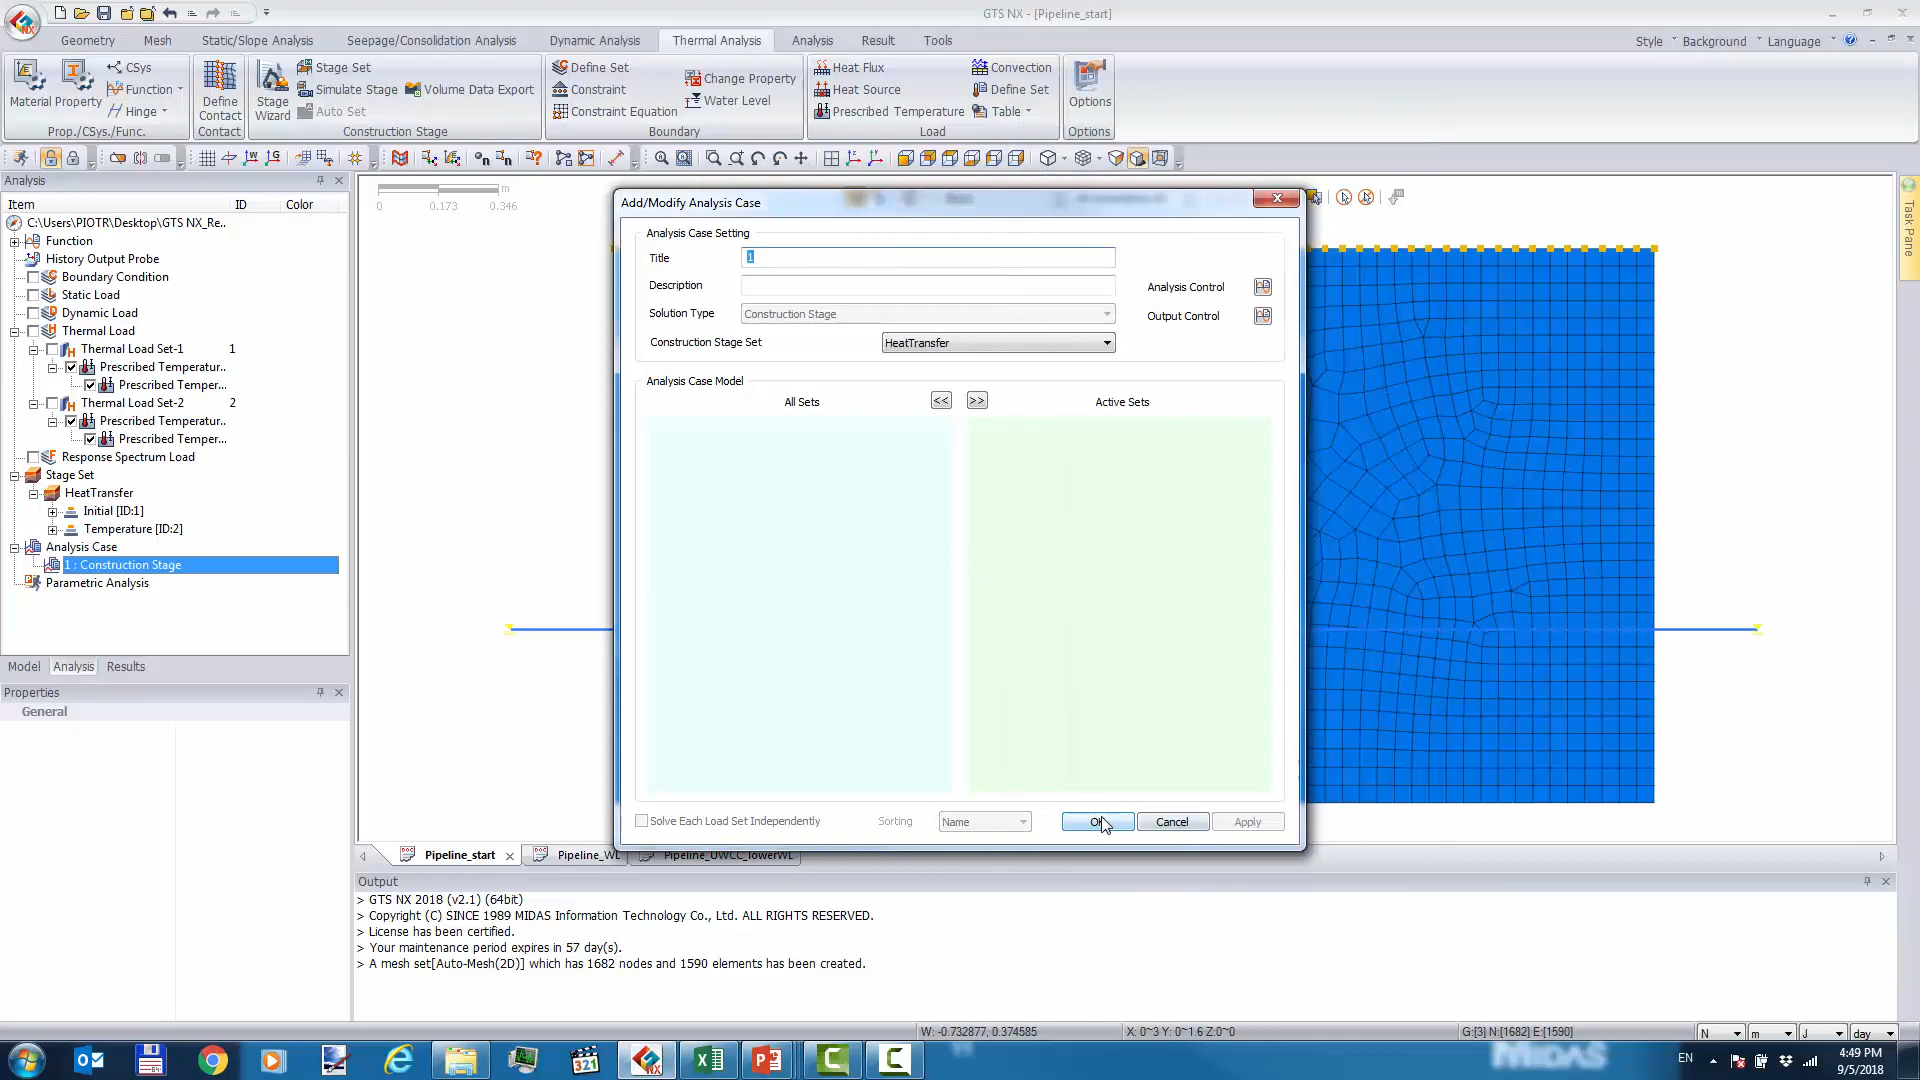 GTS NX - [Pipeline_start]
Geometry Mesh Static/Slope Analysis Seepage/Consolidation Analysis Dynamic Analysis Thermal Analysis Analysis Result Tools
Style Background Language
Material Property
CSys
Function
Hinge
Prop./CSys./Func.
Define Contact
Contact
Stage Wizard
Stage Set
Simulate Stage
Auto Set
Volume Data Export
Construction Stage
Define Set
Constraint
Constraint Equation
Change Property
Water Level
Boundary
Heat Flux
Heat Source
Prescribed Temperature
Convection
Define Set
Table
Load
Options
Options
Analysis
Item ID Color
C:\Users\PIOTR\Desktop\GTS NX_Re..
Function
History Output Probe
Boundary Condition
Static Load
Dynamic Load
Thermal Load
Thermal Load Set-1 1
Prescribed Temperatur..
Prescribed Temper...
Thermal Load Set-2 2
Prescribed Temperatur..
Prescribed Temper...
Response Spectrum Load
Stage Set
HeatTransfer
Initial [ID:1]
Temperature [ID:2]
Analysis Case
1 : Construction Stage
Parametric Analysis
Model Analysis Results
Properties
General
m
0 0.173 0.346
Add/Modify Analysis Case
Analysis Case Setting
Title 1
Description
Solution Type Construction Stage
Construction Stage Set HeatTransfer
Analysis Control
Output Control
Analysis Case Model
All Sets << >> Active Sets
Solve Each Load Set Independently Sorting Name OK Cancel Apply
Task Pane
Pipeline_start Pipeline_WL Pipeline_UWCC_lowerWL
Output
> GTS NX 2018 (v2.1) (64bit)
> Copyright (C) SINCE 1989 MIDAS Information Technology Co., Ltd. ALL RIGHTS RESERVED.
> License has been certified.
> Your maintenance period expires in 57 day(s).
> A mesh set[Auto-Mesh(2D)] which has 1682 nodes and 1590 elements has been created.
W: -0.732877, 0.374585 X: 0~3 Y: 0~1.6 Z:0~0 G:[3] N:[1682] E:[1590] N m J day
MIDAS
EN
4:49 PM
9/5/2018